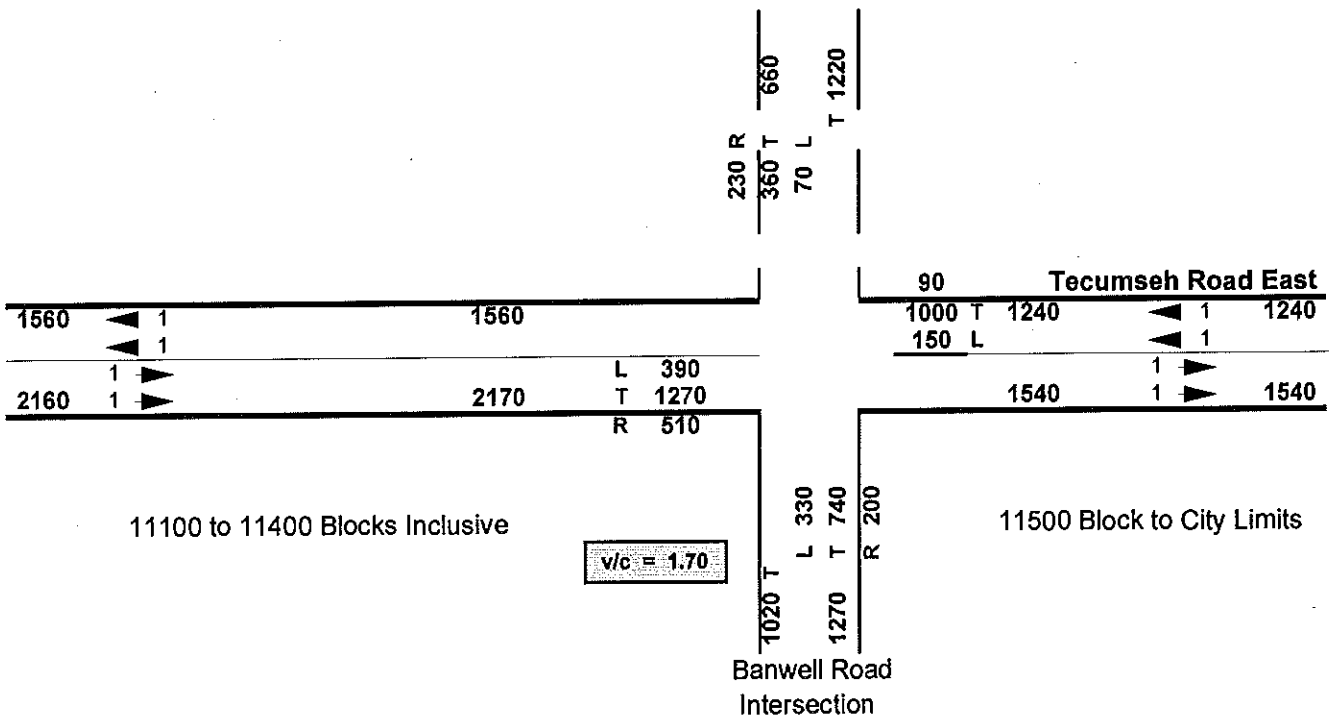 660
1220
T
R T L
230 360 70
90 Tecumseh Road East
1560 1 1560 1000 T 1240 1 1240
1 150 L 1
1 L 390 1
2160 1 2170 T 1270 1540 1 1540
R 510
330 740 200
L T R
11100 to 11400 Blocks Inclusive
11500 Block to City Limits
v/c = 1.70
T
1020 1270
Banwell Road
Intersection